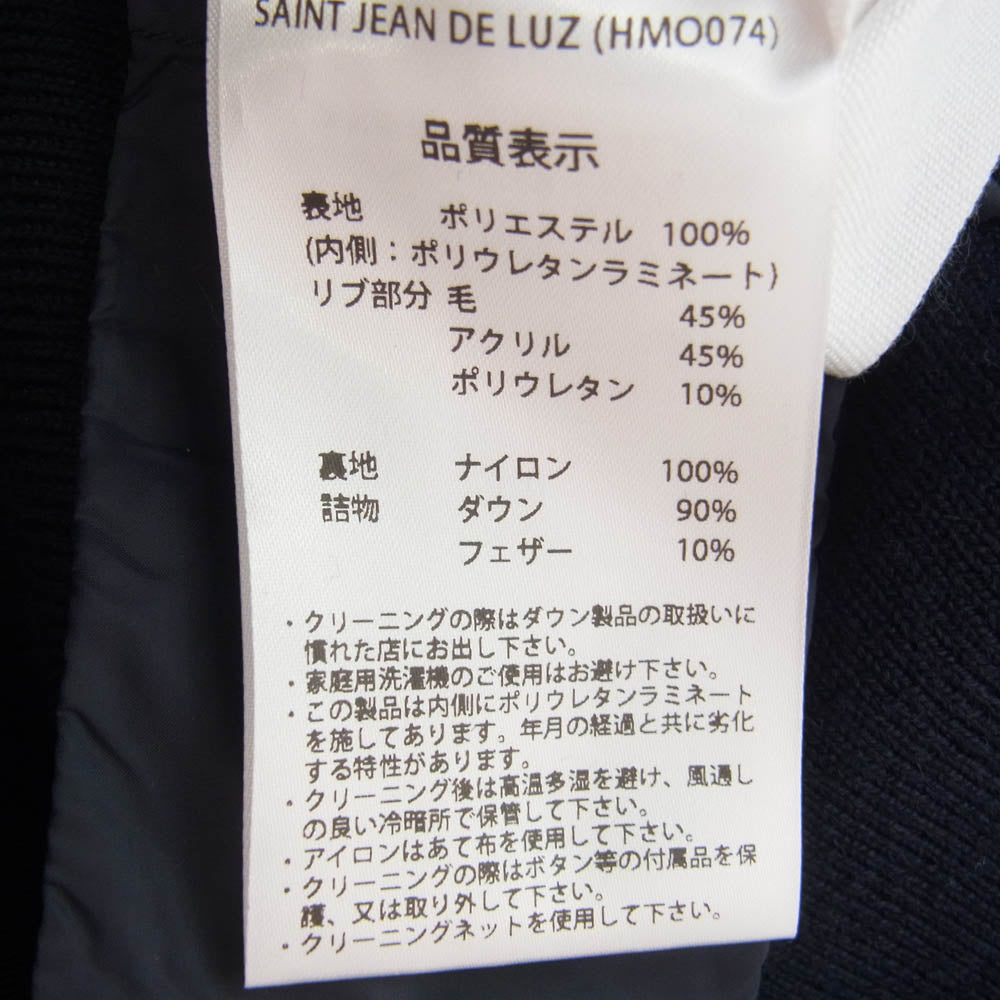 SAINT JEAN DE LUZ (HMO074)
品質表示
裏地 ポリエステル 100%
(内側：ポリウレタンラミネート)
リブ部分 毛 45%
アクリル 45%
ポリウレタン 10%
裏地 ナイロン 100%
詰物 ダウン 90%
フェザー 10%
・クリーニングの際はダウン製品の取扱いに
慣れた店にお出し下さい。
・家庭用洗濯機のご使用はお避け下さい。
・この製品は内側にポリウレタンラミネート
を施してあります。年月の経過と共に劣化
する特性があります。
・クリーニング後は高温多湿を避け、風通し
の良い冷暗所で保管して下さい。
・アイロンはあて布を使用して下さい。
・クリーニングの際はボタン等の付属品を保
護、又は取り外して下さい。
・クリーニングネットを使用して下さい。